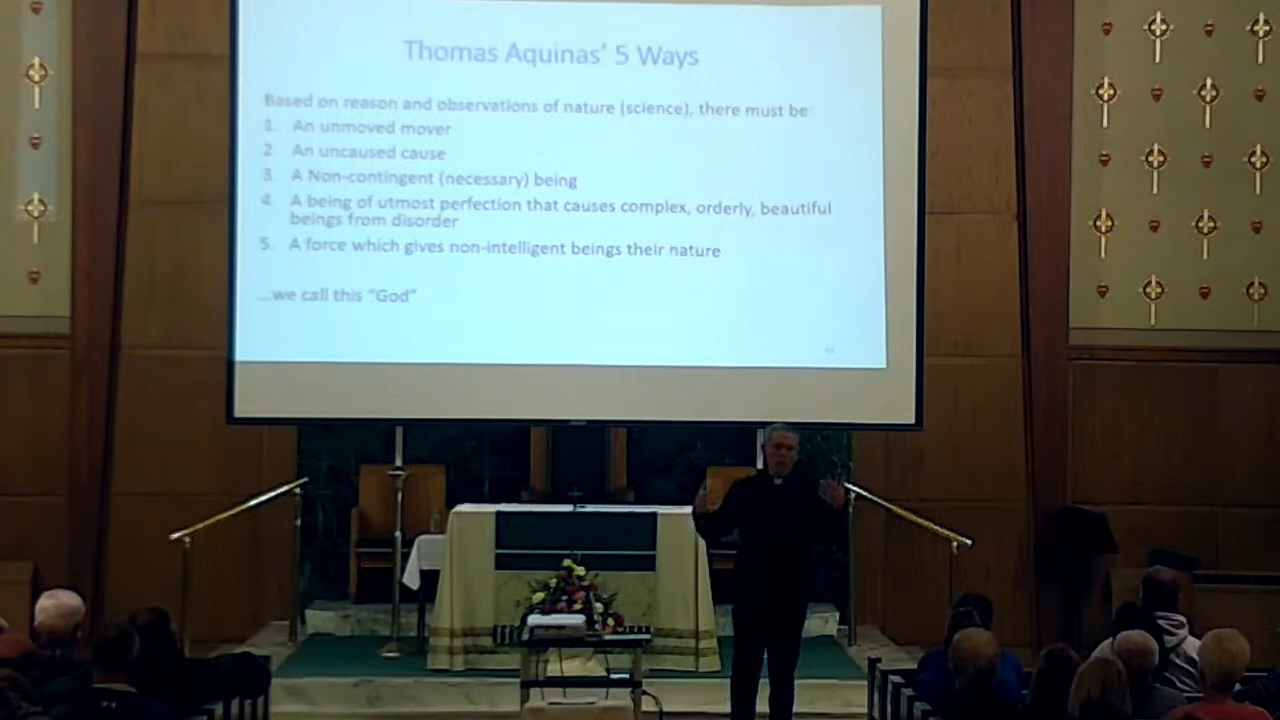 Thomas Aquinas' 5 Ways
Based on reason and observations of nature (science), there must be
1. An unmoved mover
2. An uncaused cause
3. A Non-contingent (necessary) being
4. A being of utmost perfection that causes complex, orderly, beautiful
beings from disorder
5. A force which gives non-intelligent beings their nature
...we call this "God"